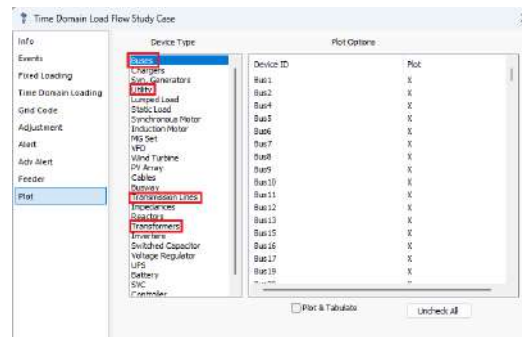 Time Domain Load Flow Study Case
Info
Events
Fixed Loading
Time Domain Loading
Grid Code
Adjustment
Alert
Adv Alert
Feeder
Plot
Device Type
Buses
Chargers
Syn. Generators
Utility
Lumped Load
Static Load
Synchronous Motor
Induction Motor
MG Set
VFD
Wind Turbine
PV Array
Cables
Busway
Transmission Lines
Impedances
Reactors
Transformers
Inverters
Switched Capacitor
Voltage Regulator
UPS
Battery
SVC
Controller
Plot Options
Device ID Plot
Bus1 X
Bus2 X
Bus4 X
Bus5 X
Bus6 X
Bus7 X
Bus8 X
Bus9 X
Bus10 X
Bus11 X
Bus12 X
Bus13 X
Bus15 X
Bus16 X
Bus17 X
Bus19 X
Plot & Tabulate
Uncheck All